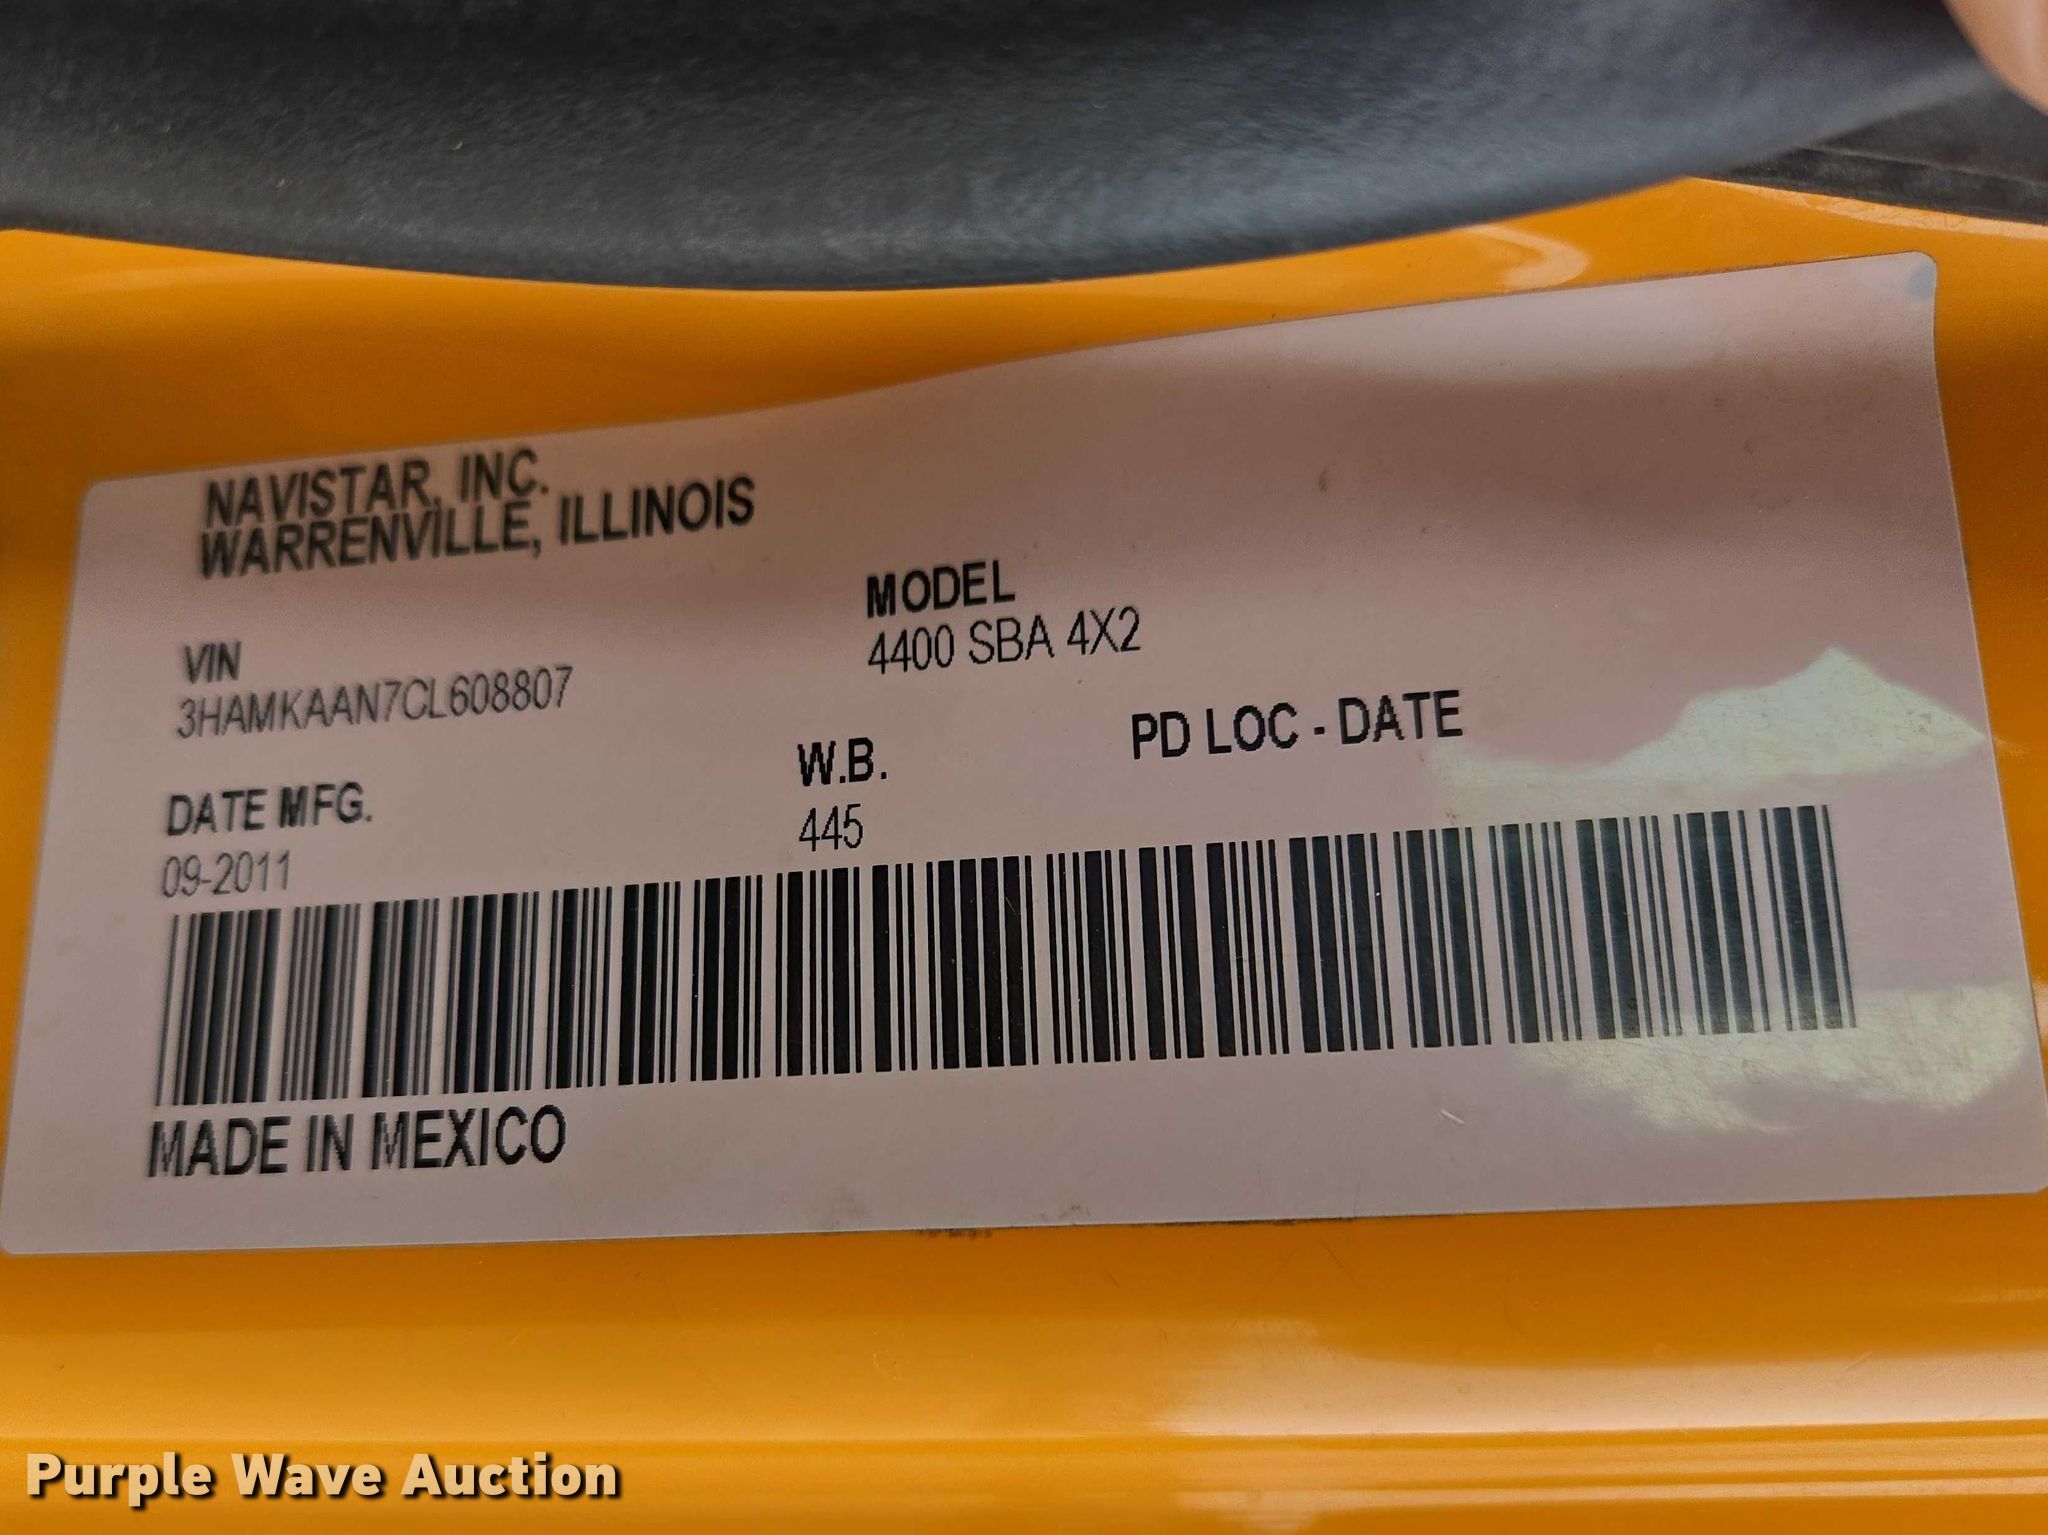 NAVISTAR, INC.
WARRENVILLE, ILLINOIS
MODEL
4400 SBA 4X2
VIN
3HAMKAAN7CL608807
DATE MFG.
09-2011
W.B.
445
PD LOC - DATE
MADE IN MEXICO
Purple Wave Auction